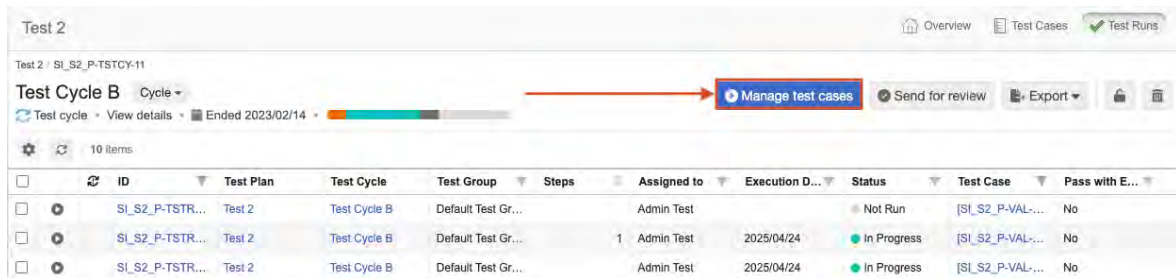 Test 2 Overview Test Cases Test Runs
Test 2 / SI_S2_P-TSTCY-11
Test Cycle B Cycle Manage test cases Send for review Export
Test cycle • View details • Ended 2023/02/14 •
10 items
ID Test Plan Test Cycle Test Group Steps Assigned to Execution D... Status Test Case Pass with E...
SI_S2_P-TSTR... Test 2 Test Cycle B Default Test Gr... Admin Test Not Run [SI_S2_P-VAL-... No
SI_S2_P-TSTR... Test 2 Test Cycle B Default Test Gr... 1 Admin Test 2025/04/24 In Progress [SI_S2_P-VAL-... No
SI_S2_P-TSTR... Test 2 Test Cycle B Default Test Gr... Admin Test 2025/04/24 In Progress [SI_S2_P-VAL-... No